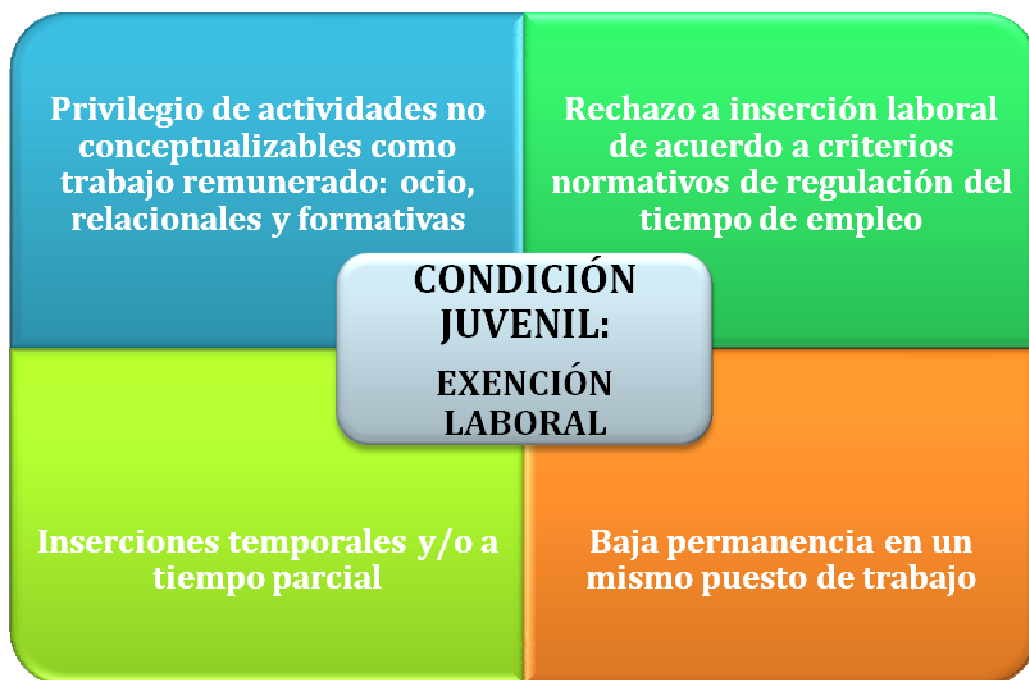 Privilegio de actividades no
conceptualizables como
trabajo remunerado: ocio,
relacionales y formativas
Rechazo a inserción laboral
de acuerdo a criterios
normativos de regulación del
tiempo de empleo
CONDICIÓN
JUVENIL:
EXENCIÓN
LABORAL
Inserciones temporales y/o a
tiempo parcial
Baja permanencia en un
mismo puesto de trabajo